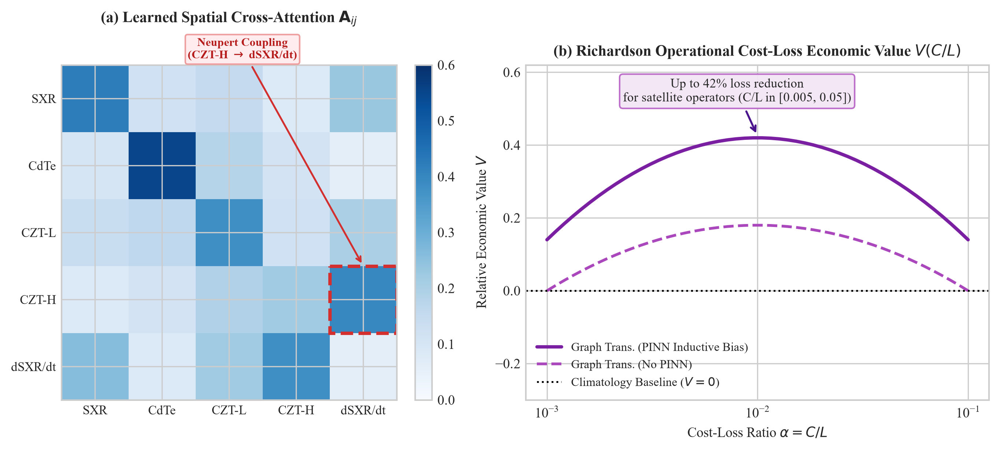 (a) Learned Spatial Cross-Attention A_ij
Neupert Coupling
(CZT-H → dSXR/dt)
SXR
CdTe
CZT-L
CZT-H
dSXR/dt
SXR
CdTe
CZT-L
CZT-H
dSXR/dt
0.6
0.5
0.4
0.3
0.2
0.1
0.0
(b) Richardson Operational Cost-Loss Economic Value V(C/L)
Up to 42% loss reduction
for satellite operators (C/L in [0.005, 0.05])
Relative Economic Value V
0.6
0.4
0.2
0.0
−0.2
Graph Trans. (PINN Inductive Bias)
Graph Trans. (No PINN)
Climatology Baseline (V = 0)
10⁻³
10⁻²
10⁻¹
Cost-Loss Ratio α = C/L